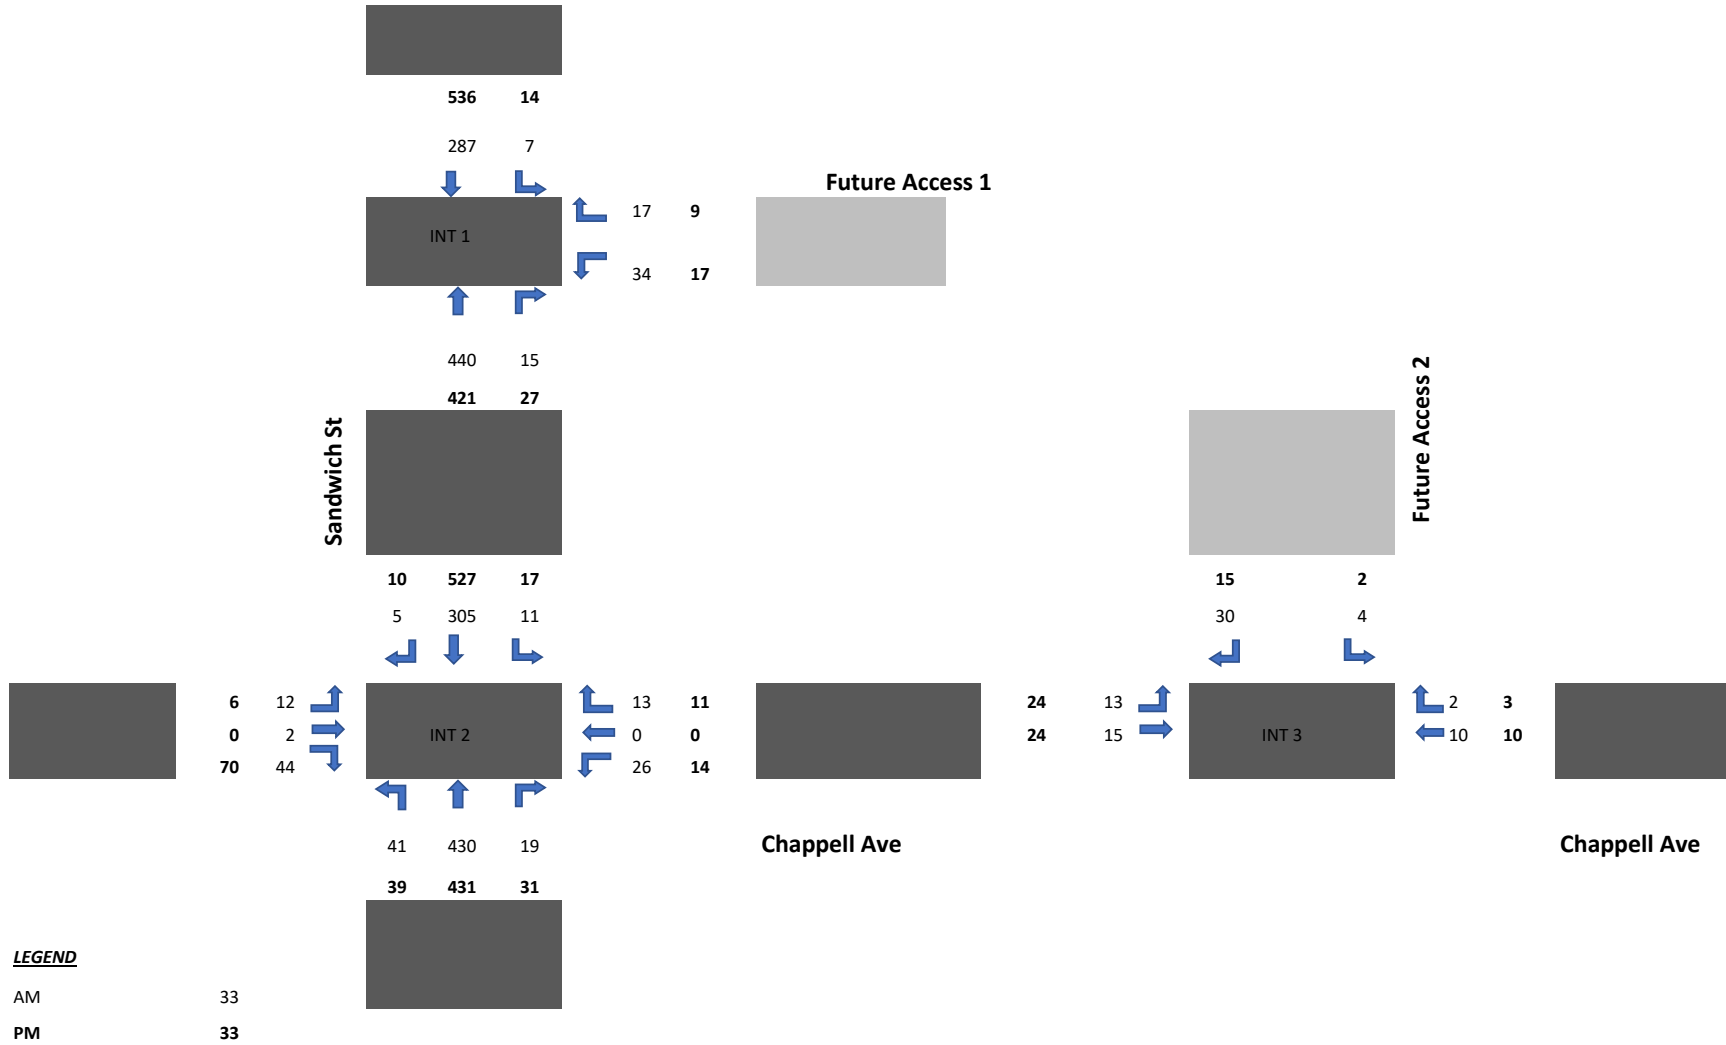 536 14
287 7
Future Access 1
17 9
INT 1
34 17
440 15
421 27
Sandwich St
Future Access 2
10 527 17
5 305 11
15 2
30 4
6 12
13 11
24 13
2 3
0 2
INT 2
0 0
24 15
INT 3
10 10
70 44
26 14
41 430 19
Chappell Ave
Chappell Ave
39 431 31
LEGEND
AM 33
PM 33